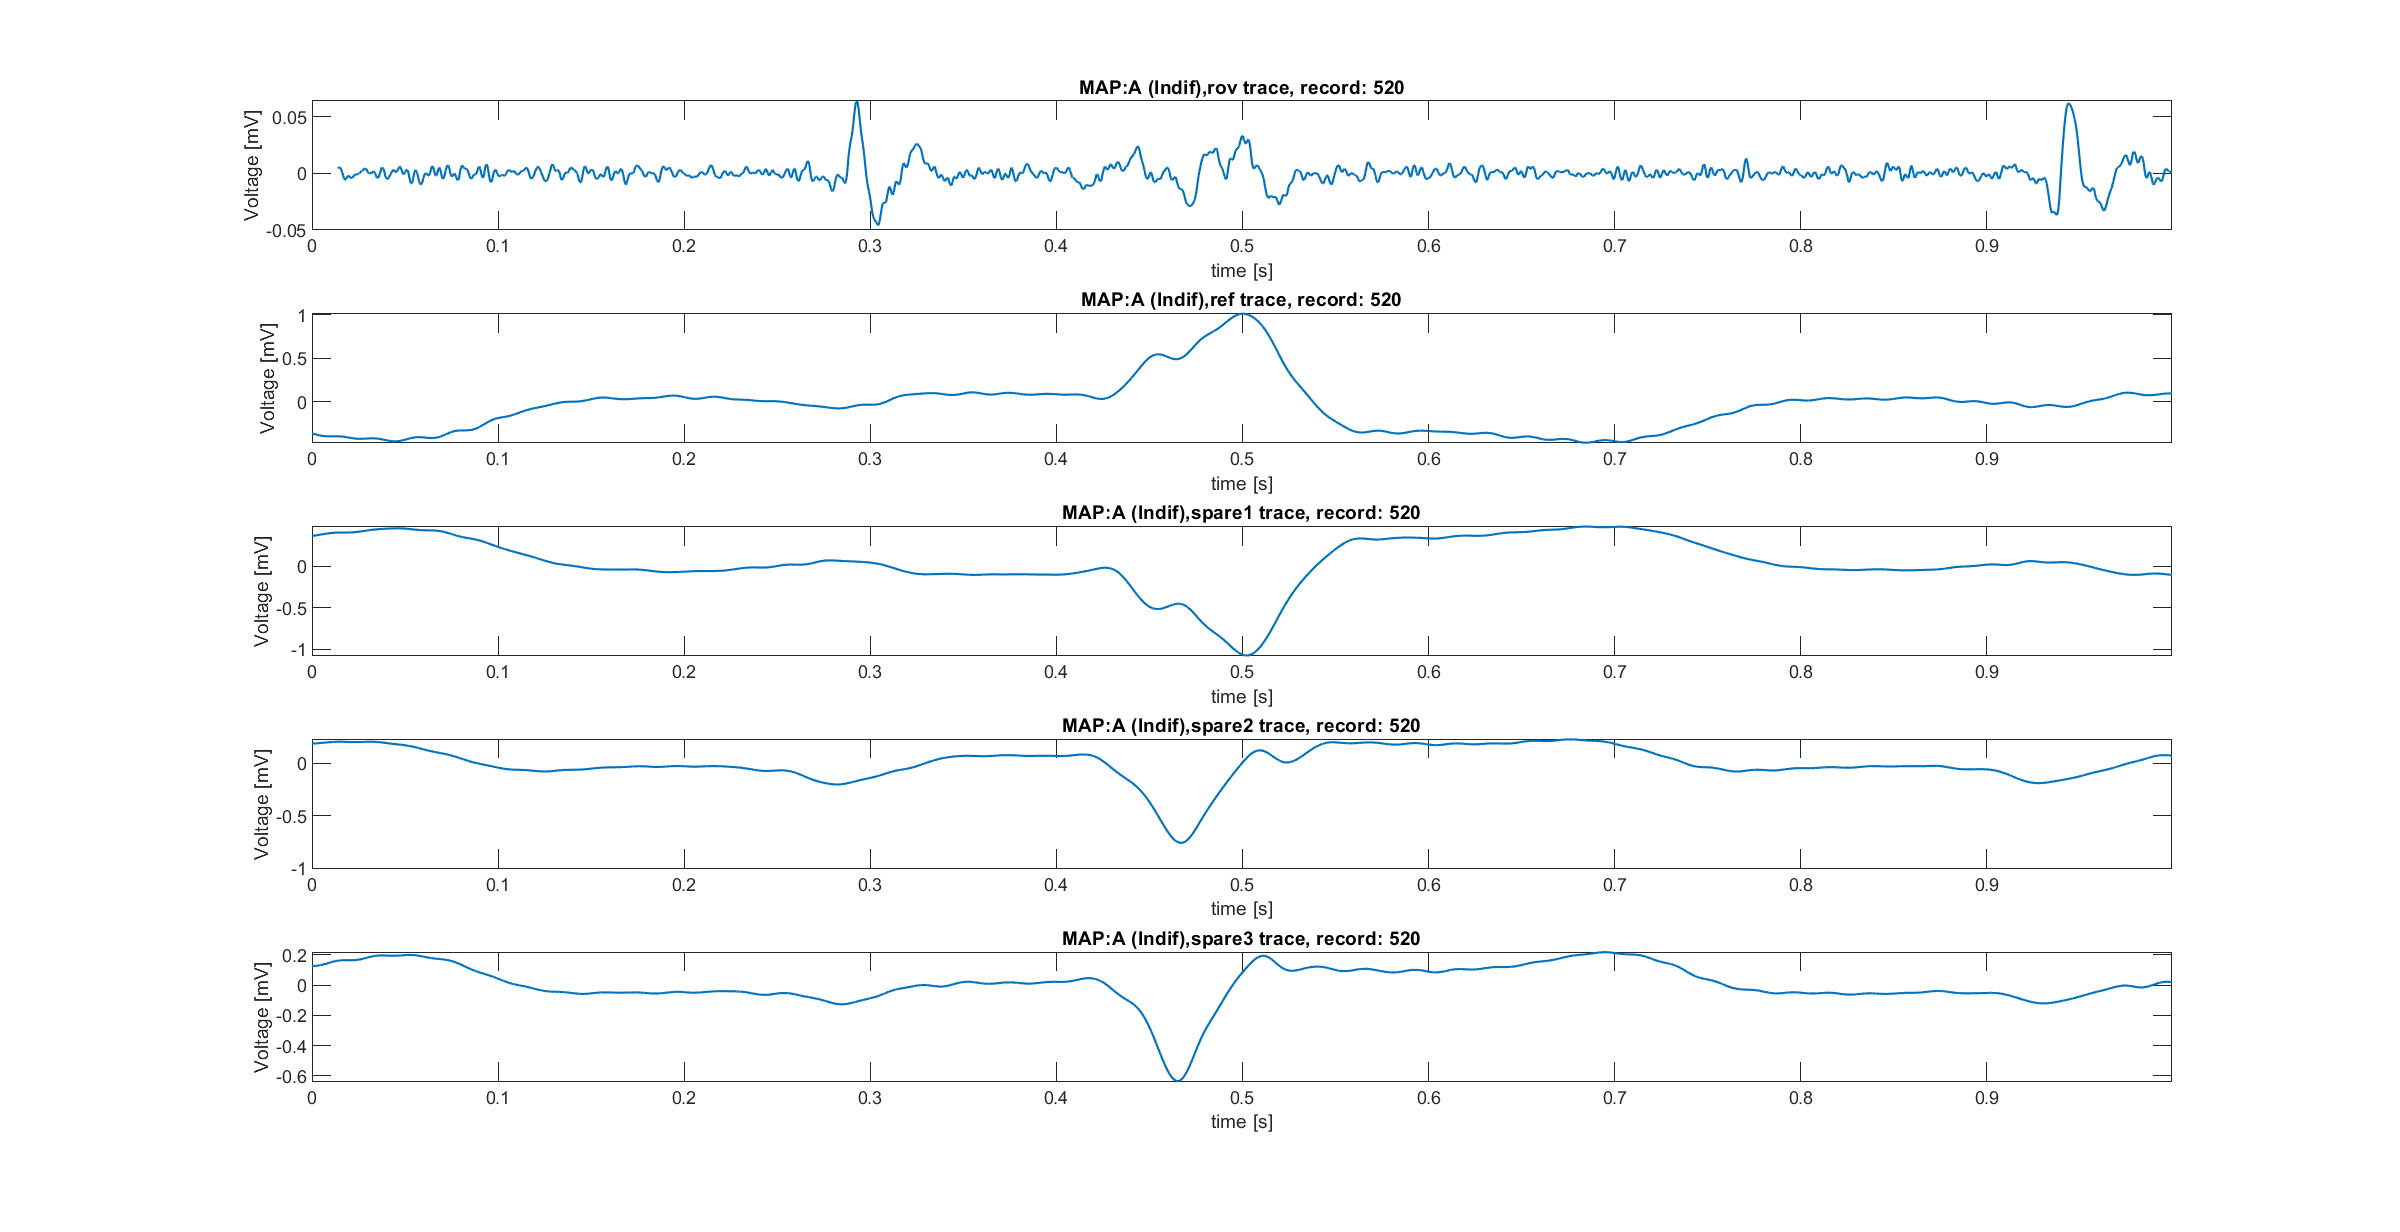 MAP:A (Indif),rov trace, record: 520
Voltage [mV]
0.05
0
-0.05
0 0.1 0.2 0.3 0.4 0.5 0.6 0.7 0.8 0.9
time [s]
MAP:A (Indif),ref trace, record: 520
Voltage [mV]
1
0.5
0
0 0.1 0.2 0.3 0.4 0.5 0.6 0.7 0.8 0.9
time [s]
MAP:A (Indif),spare1 trace, record: 520
Voltage [mV]
0
-0.5
-1
0 0.1 0.2 0.3 0.4 0.5 0.6 0.7 0.8 0.9
time [s]
MAP:A (Indif),spare2 trace, record: 520
Voltage [mV]
0
-0.5
-1
0 0.1 0.2 0.3 0.4 0.5 0.6 0.7 0.8 0.9
time [s]
MAP:A (Indif),spare3 trace, record: 520
Voltage [mV]
0.2
0
-0.2
-0.4
-0.6
0 0.1 0.2 0.3 0.4 0.5 0.6 0.7 0.8 0.9
time [s]